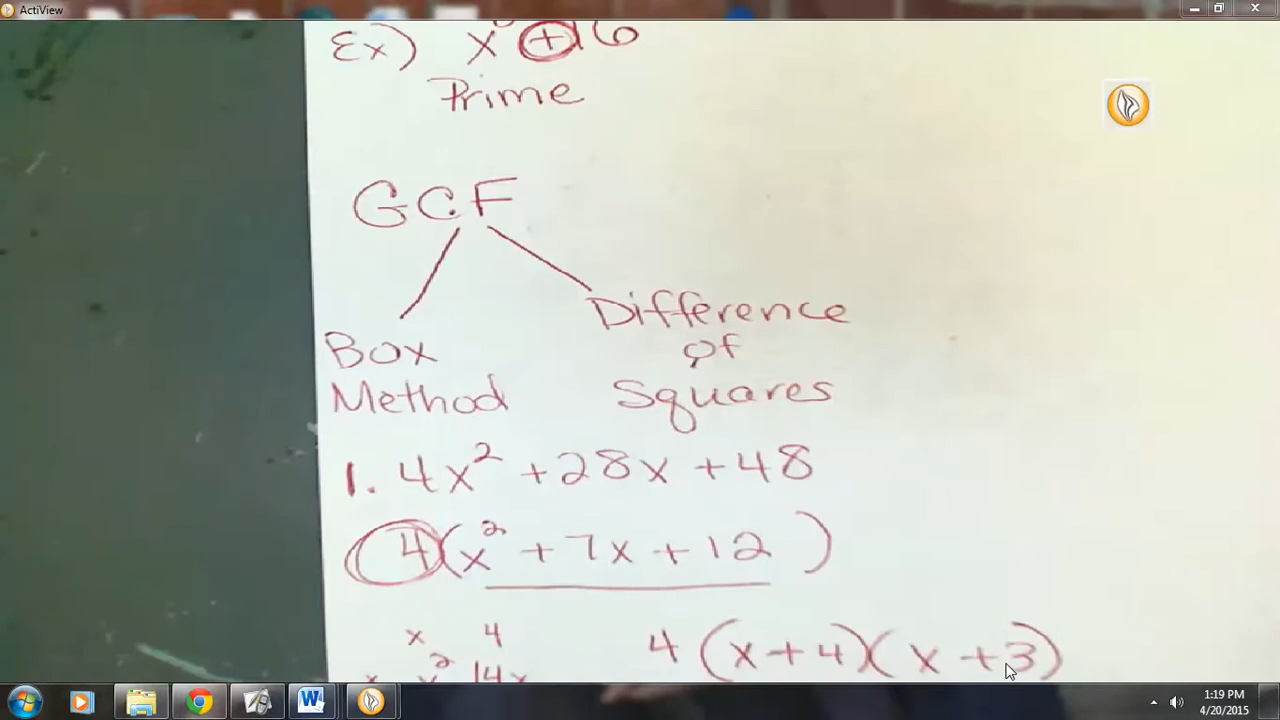 ActiView
Ex) x ⊕ 16
Prime
GCF
Box
Method
Difference
of
Squares
1. 4x² + 28x + 48
4(x² + 7x + 12)
x 4
4(x+4)(x+3)
x²
1:19 PM
4/20/2015